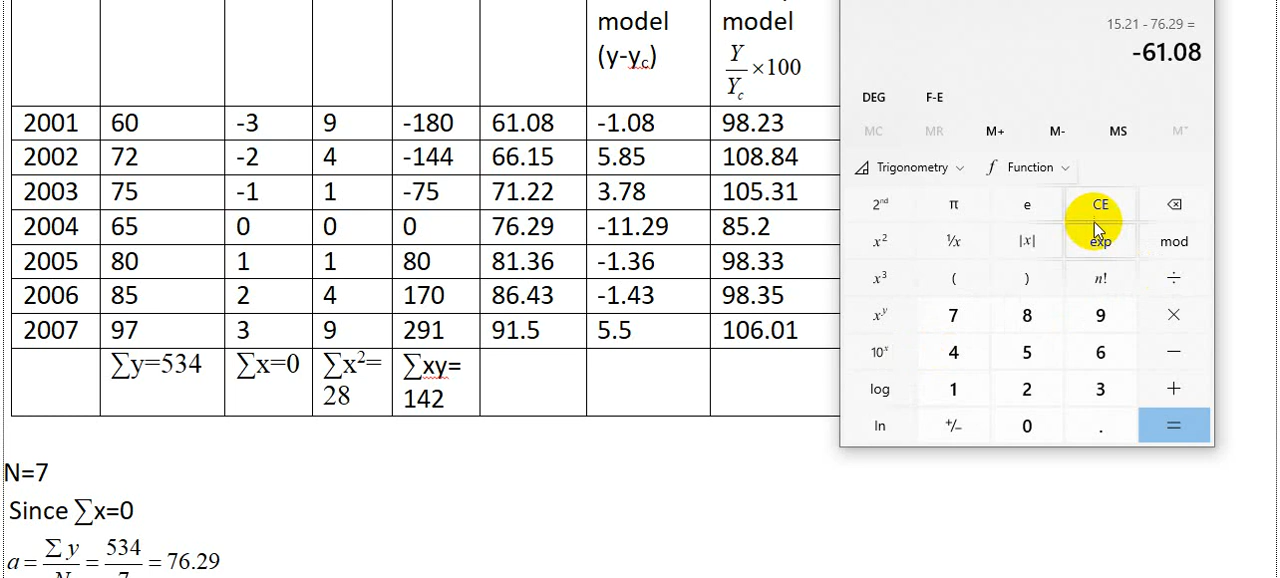 model model
(y-yc) Y/Yc ×100
2001 60 -3 9 -180 61.08 -1.08 98.23
2002 72 -2 4 -144 66.15 5.85 108.84
2003 75 -1 1 -75 71.22 3.78 105.31
2004 65 0 0 0 76.29 -11.29 85.2
2005 80 1 1 80 81.36 -1.36 98.33
2006 85 2 4 170 86.43 -1.43 98.35
2007 97 3 9 291 91.5 5.5 106.01
∑y=534 ∑x=0 ∑x²= ∑xy=
28 142
N=7
Since ∑x=0
a = ∑y/N = 534/7 = 76.29
15.21 - 76.29 =
-61.08
DEG F-E
MC MR M+ M- MS M˅
Trigonometry f Function
2ⁿᵈ π e CE
x² ¹/x |x| exp mod
x³ ( ) n! ÷
xʸ 7 8 9 ×
10ˣ 4 5 6 −
log 1 2 3 +
ln +/− 0 . =